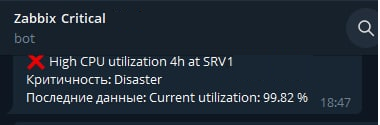 Zabbix Critical
bot
❌ High CPU utilization 4h at SRV1
Критичность: Disaster
Последние данные: Current utilization: 99.82 %
18:47